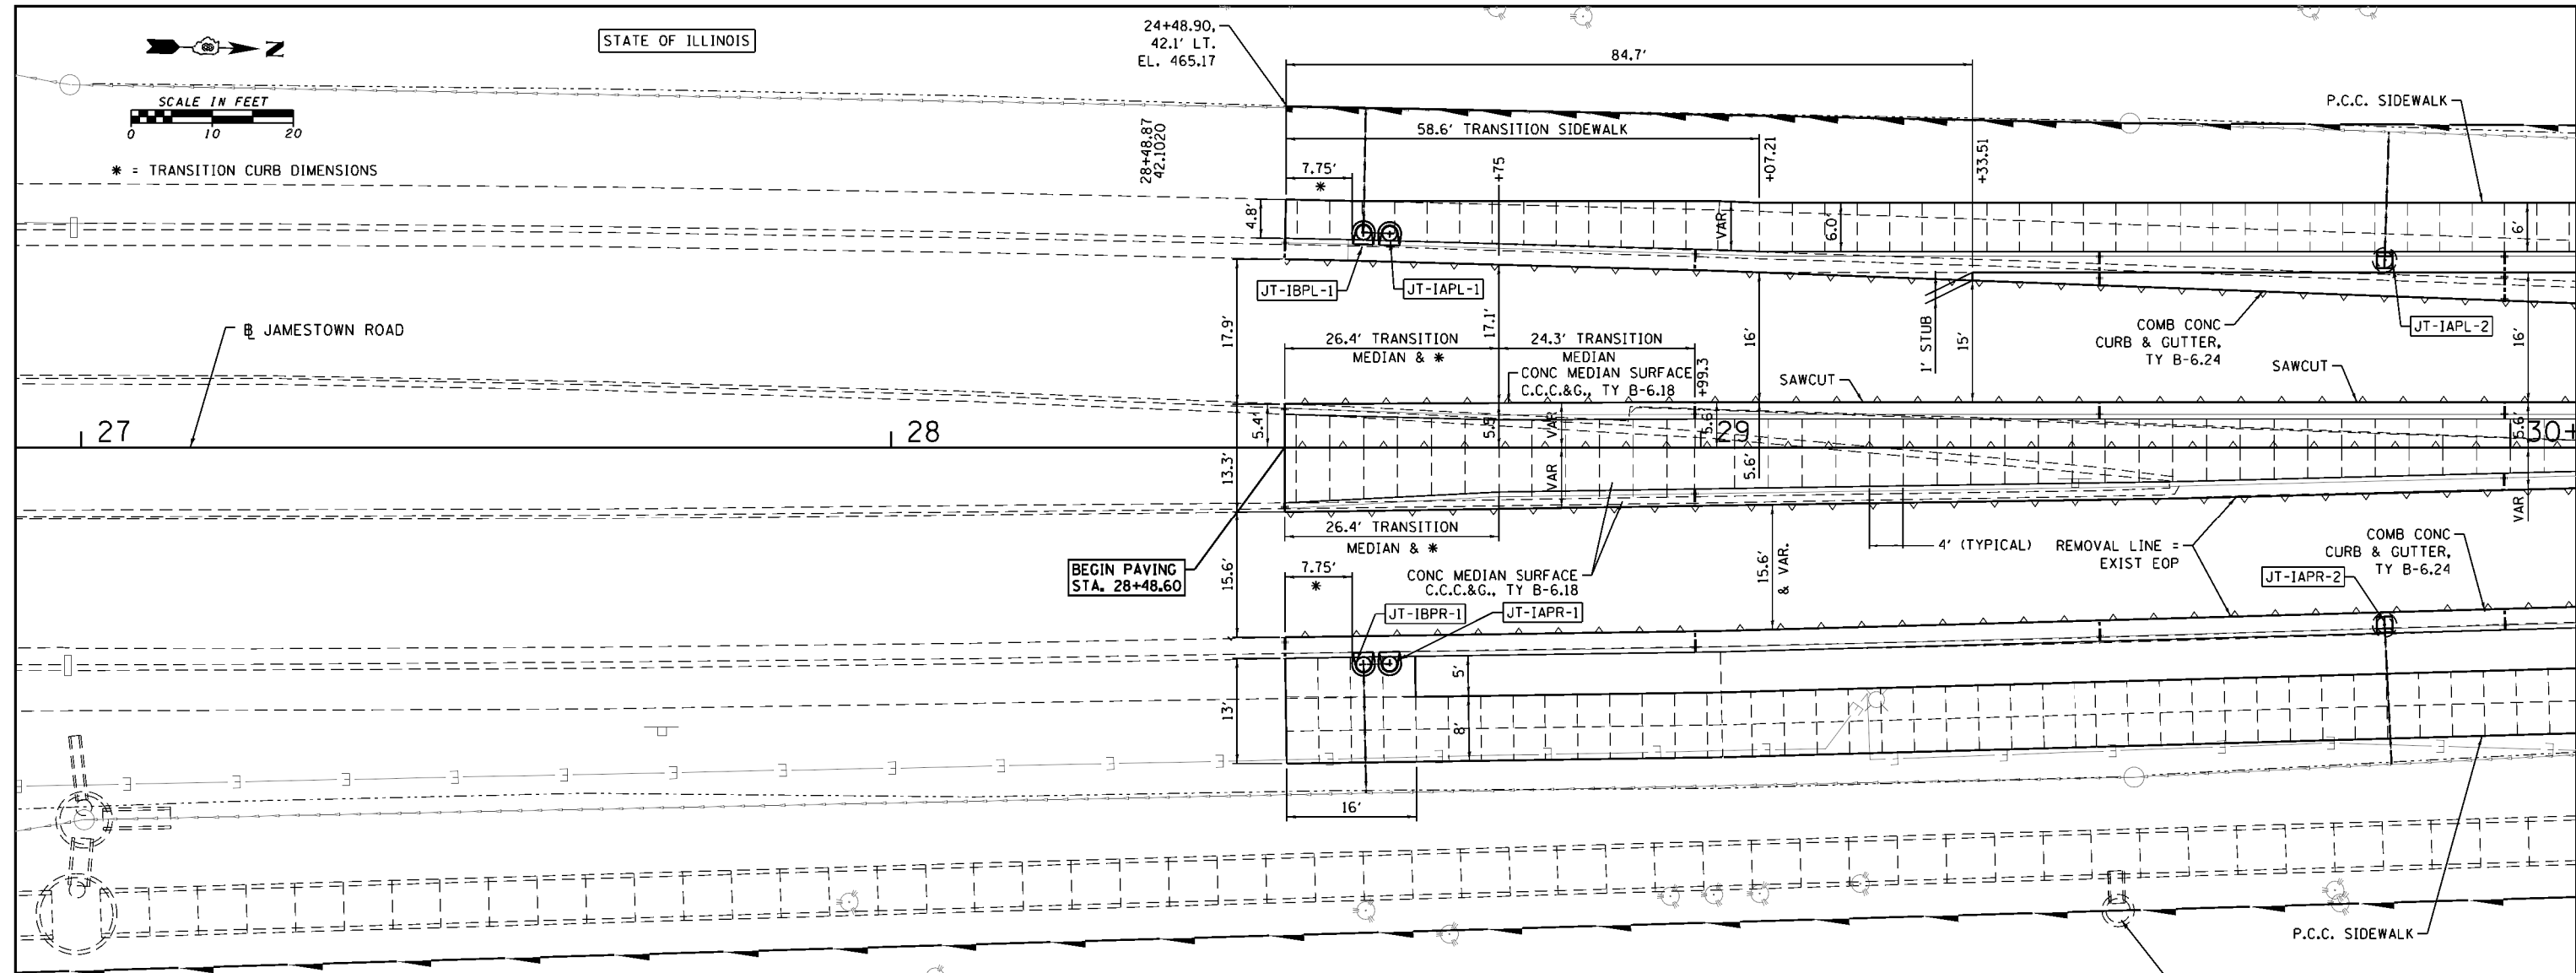 STATE OF ILLINOIS
N
SCALE IN FEET
0 10 20
* = TRANSITION CURB DIMENSIONS
24+48.90,
42.1' LT.
EL. 465.17
84.7'
P.C.C. SIDEWALK
28+48.87
42.1020
58.6' TRANSITION SIDEWALK
7.75'
*
+75
+07.21
+33.51
4.8'
VAR
6.0'
6'
JT-IBPL-1
JT-IAPL-1
JT-IAPL-2
℄ JAMESTOWN ROAD
17.9'
17.1'
16'
1' STUB
15'
16'
COMB CONC
CURB & GUTTER,
TY B-6.24
26.4' TRANSITION
MEDIAN & *
24.3' TRANSITION
MEDIAN
CONC MEDIAN SURFACE
C.C.C.&G., TY B-6.18
+99.3
SAWCUT
SAWCUT
27
28
29
30+
5.4'
VAR
5.6'
5.6'
13.3'
VAR
5.6'
VAR
26.4' TRANSITION
MEDIAN & *
BEGIN PAVING
STA. 28+48.60
15.6'
7.75'
*
CONC MEDIAN SURFACE
C.C.C.&G., TY B-6.18
15.6'
& VAR.
4' (TYPICAL)
REMOVAL LINE =
EXIST EOP
COMB CONC
CURB & GUTTER,
TY B-6.24
JT-IBPR-1
JT-IAPR-1
JT-IAPR-2
13'
5'
8'
16'
E E E E E E E E E E E
P.C.C. SIDEWALK